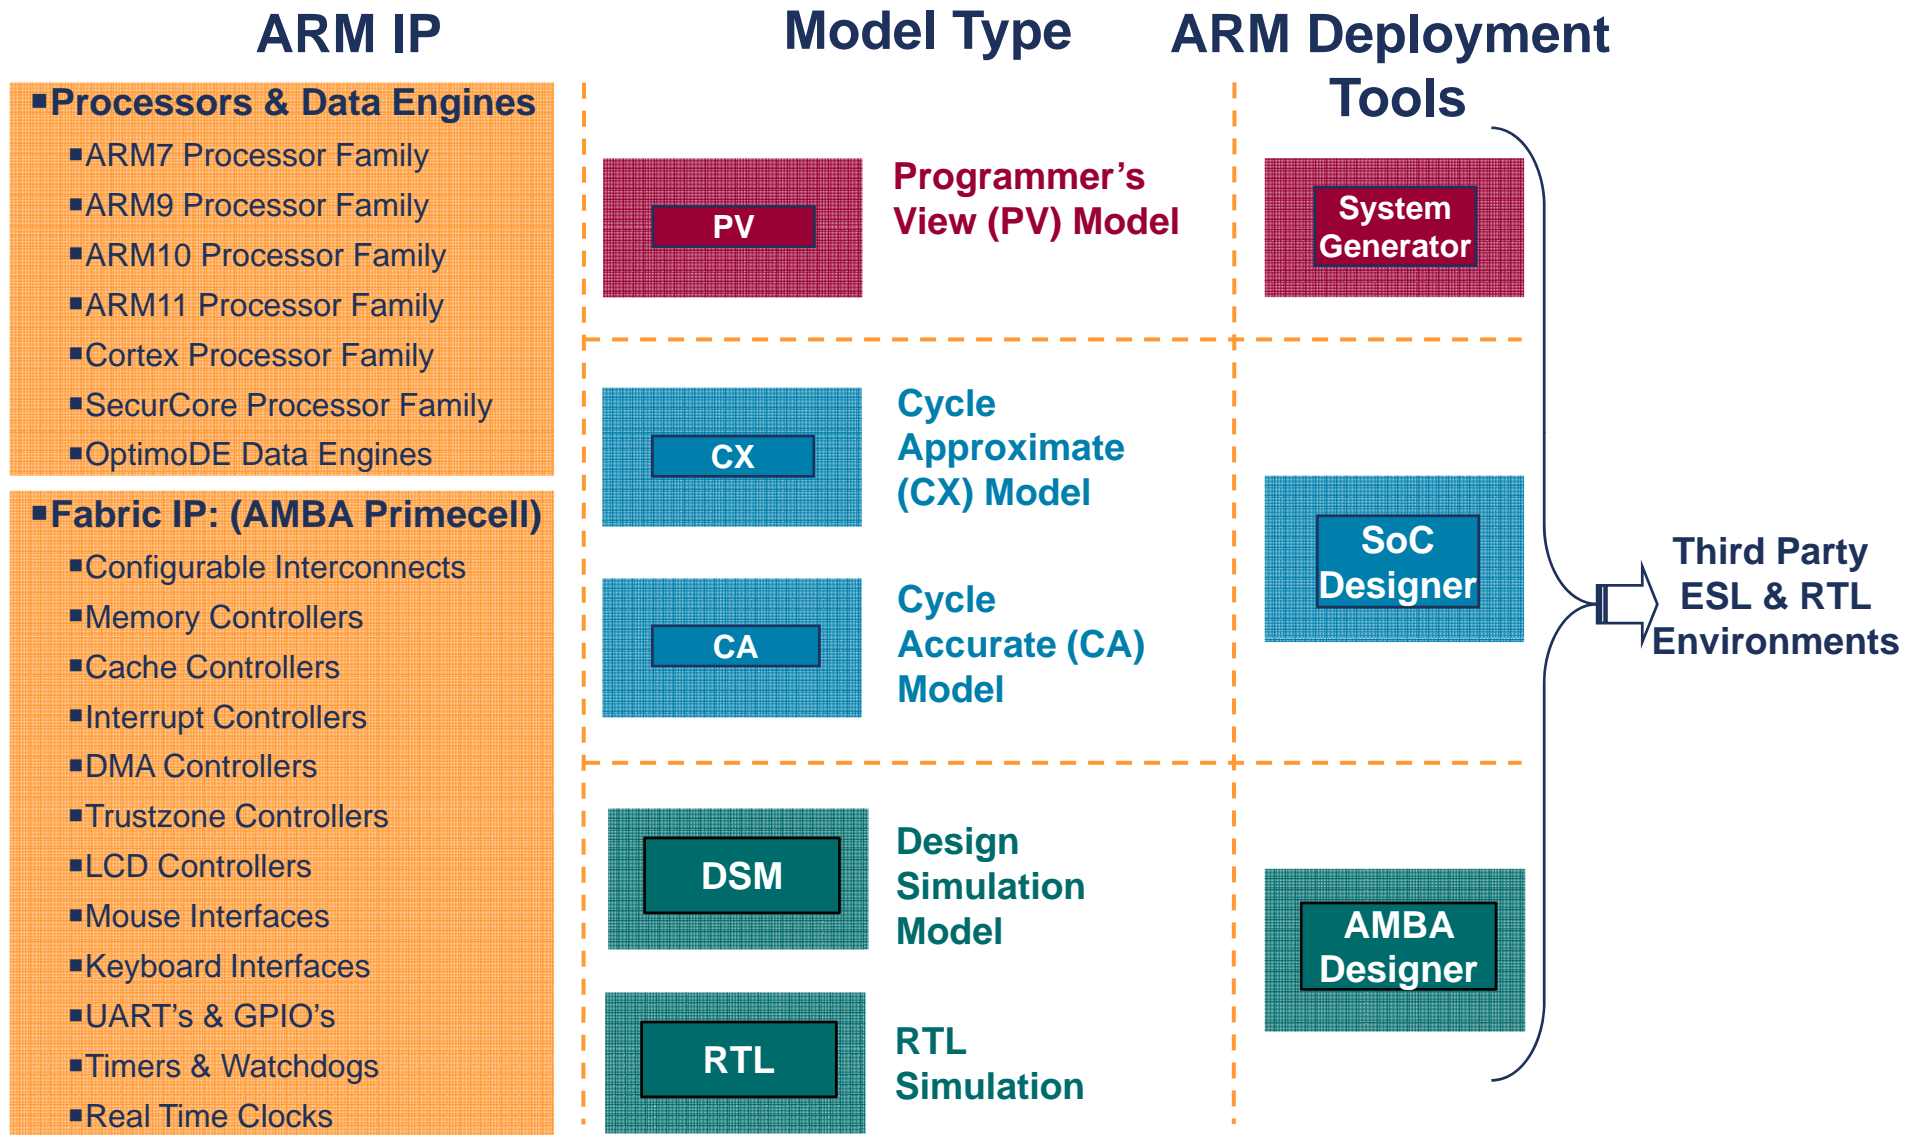 ARM IP
Model Type
ARM Deployment
Tools
▪Processors & Data Engines
▪ARM7 Processor Family
▪ARM9 Processor Family
▪ARM10 Processor Family
▪ARM11 Processor Family
▪Cortex Processor Family
▪SecurCore Processor Family
▪OptimoDE Data Engines
▪Fabric IP: (AMBA Primecell)
▪Configurable Interconnects
▪Memory Controllers
▪Cache Controllers
▪Interrupt Controllers
▪DMA Controllers
▪Trustzone Controllers
▪LCD Controllers
▪Mouse Interfaces
▪Keyboard Interfaces
▪UART’s & GPIO’s
▪Timers & Watchdogs
▪Real Time Clocks
PV
Programmer’s
View (PV) Model
CX
Cycle
Approximate
(CX) Model
CA
Cycle
Accurate (CA)
Model
DSM
Design
Simulation
Model
RTL
RTL
Simulation
System
Generator
SoC
Designer
AMBA
Designer
Third Party
ESL & RTL
Environments